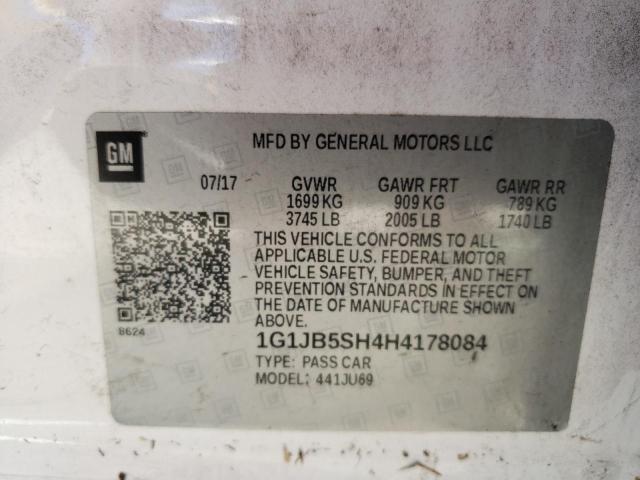 GM
MFD BY GENERAL MOTORS LLC
07/17 GVWR GAWR FRT GAWR RR
1699 KG 909 KG 789 KG
3745 LB 2005 LB 1740 LB
THIS VEHICLE CONFORMS TO ALL
APPLICABLE U.S. FEDERAL MOTOR
VEHICLE SAFETY, BUMPER, AND THEFT
PREVENTION STANDARDS IN EFFECT ON
THE DATE OF MANUFACTURE SHOWN
ABOVE.
8624
1G1JB5SH4H4178084
TYPE: PASS CAR
MODEL: 441JU69